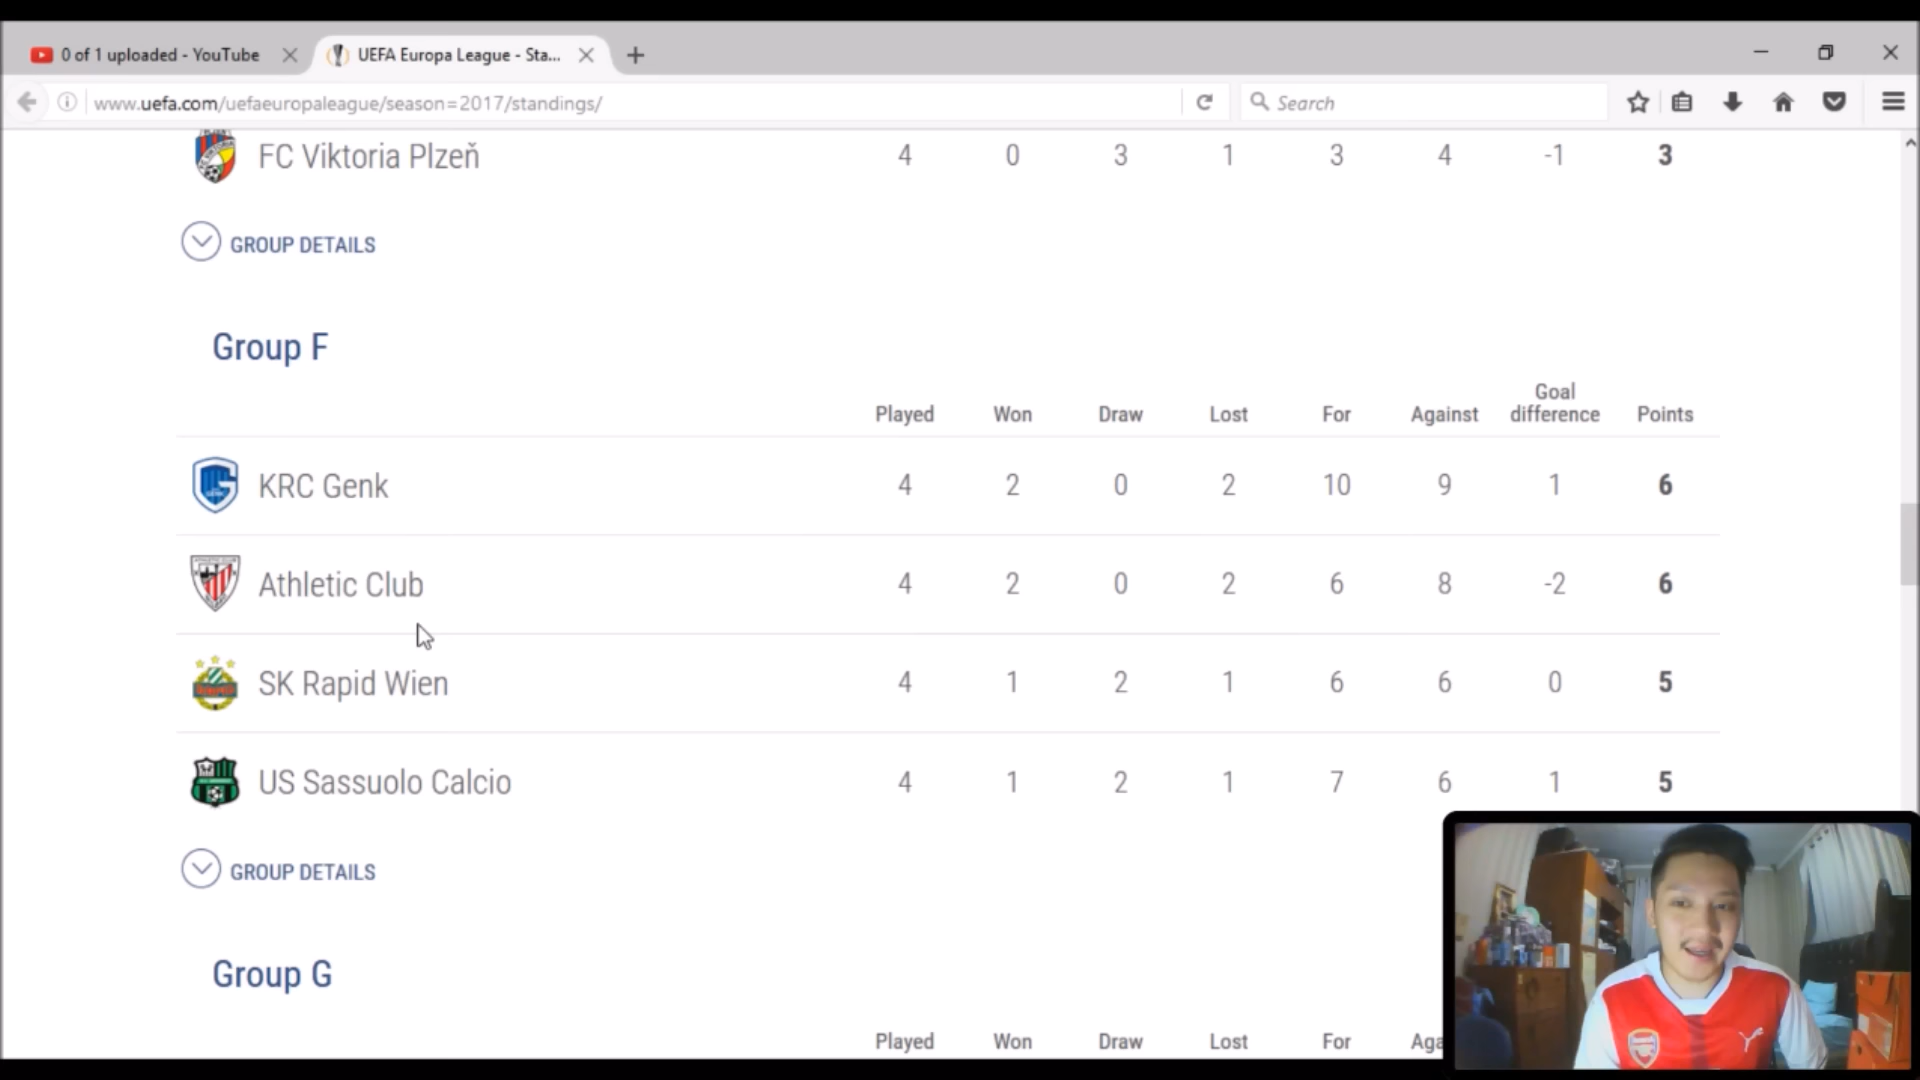 0 of 1 uploaded - YouTube
UEFA Europa League - Sta...
www.uefa.com/uefaeuropaleague/season=2017/standings/
Search
FC Viktoria Plzeň 4 0 3 1 3 4 -1 3
GROUP DETAILS
Group F
Played Won Draw Lost For Against Goal difference Points
KRC Genk 4 2 0 2 10 9 1 6
Athletic Club 4 2 0 2 6 8 -2 6
SK Rapid Wien 4 1 2 1 6 6 0 5
US Sassuolo Calcio 4 1 2 1 7 6 1 5
GROUP DETAILS
Group G
Played Won Draw Lost For Aga